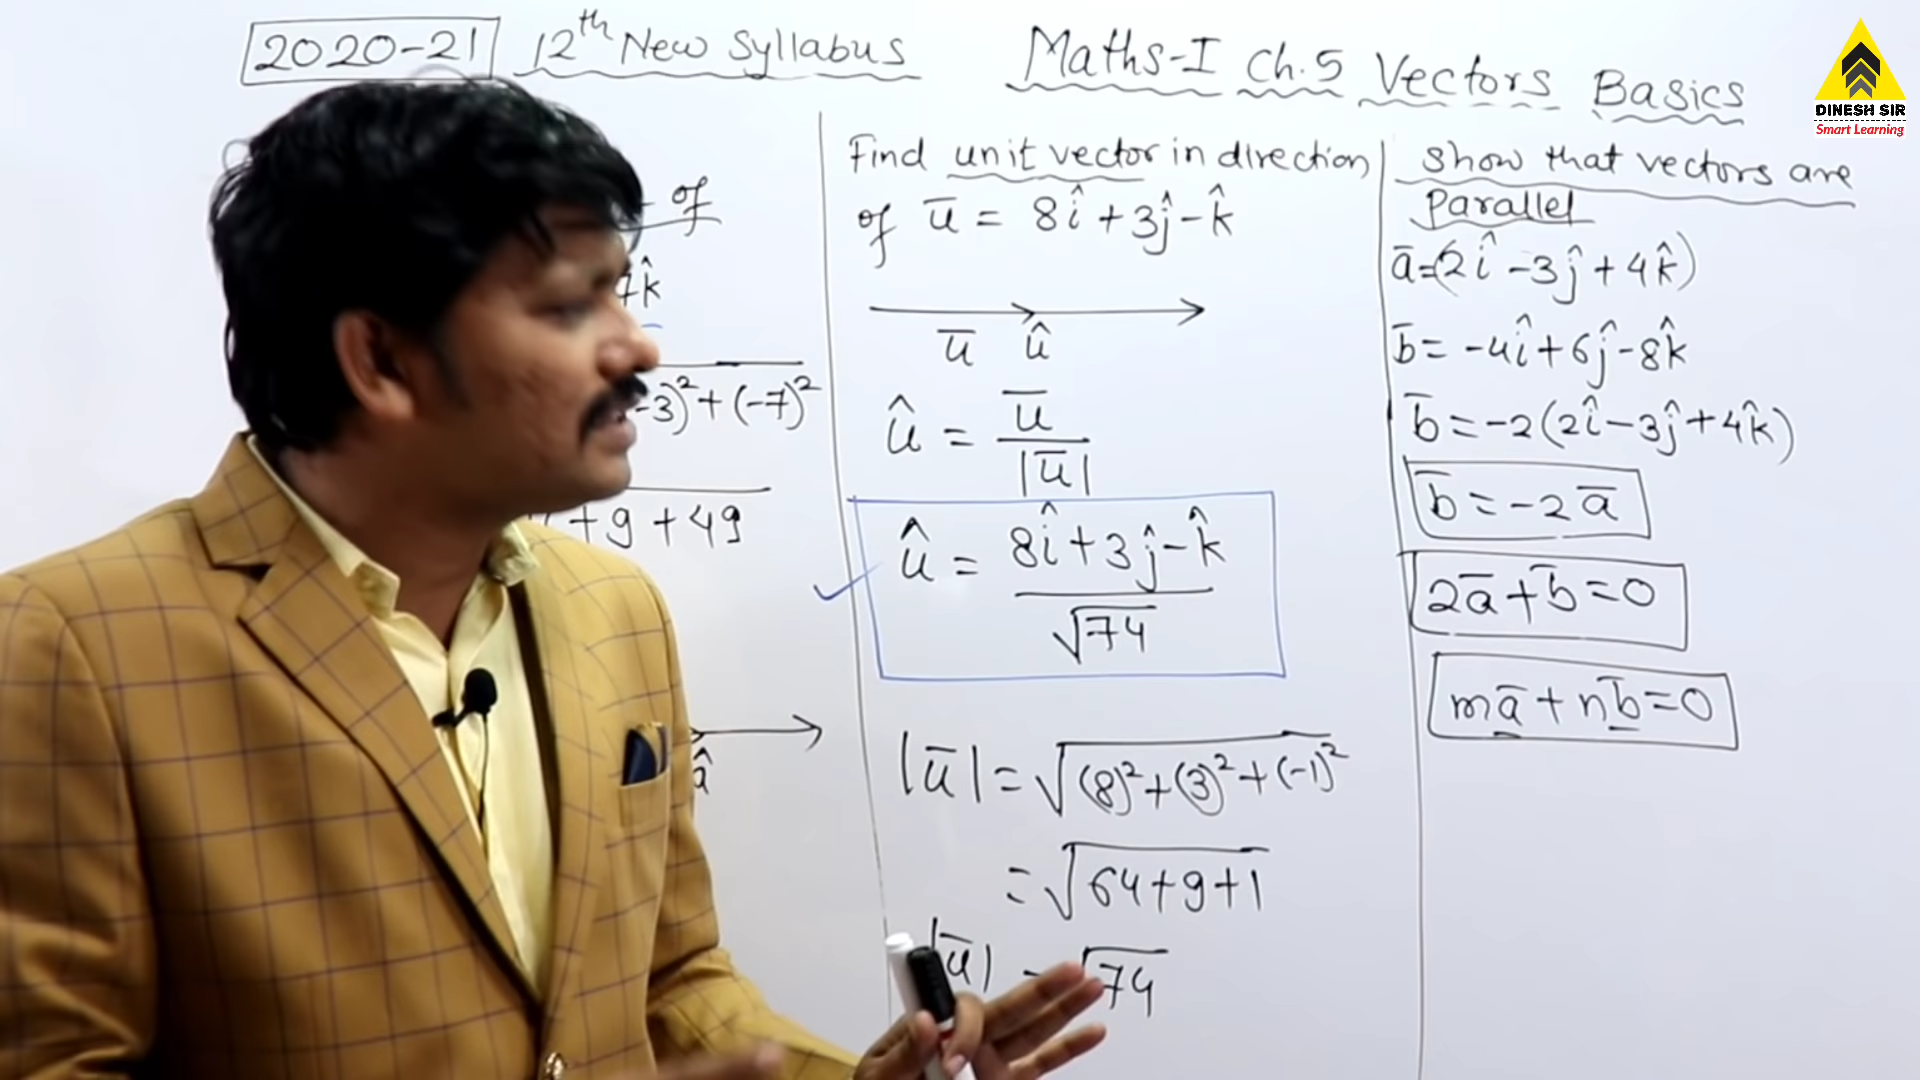 2020-21 12th New Syllabus Maths-I Ch.5 Vectors Basics
DINESH SIR
Smart Learning
of
7k̂
-3)²+(-7)²
+9+49
â
Find unit vector in direction
of ū = 8î+3ĵ-k̂
ū û
û = ū/|ū|
û = 8î+3ĵ-k̂/√74
|ū| = √(8)²+(3)²+(-1)²
= √64+9+1
|ū| = √74
Show that vectors are
Parallel
ā=(2î-3ĵ+4k̂)
b̄=-4î+6ĵ-8k̂
b̄=-2(2î-3ĵ+4k̂)
b̄=-2ā
2ā+b̄=0
mā+nb̄=0